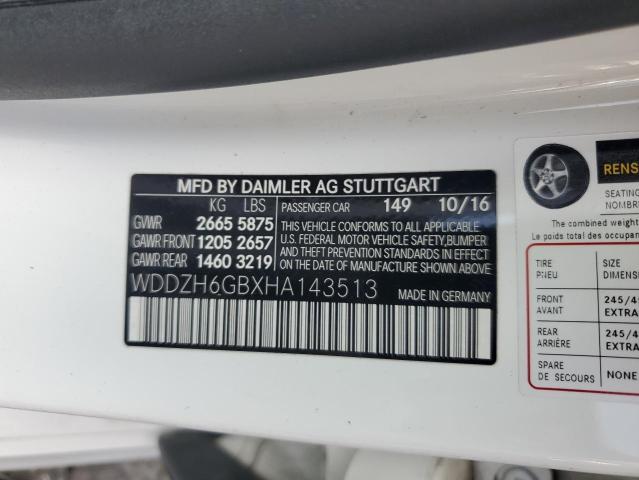 MFD BY DAIMLER AG STUTTGART
KG LBS PASSENGER CAR 149 10/16
GVWR 2665 5875
GAWR FRONT 1205 2657
GAWR REAR 1460 3219
THIS VEHICLE CONFORMS TO ALL APPLICABLE
U.S. FEDERAL MOTOR VEHICLE SAFETY, BUMPER
AND THEFT PREVENTION STANDARDS IN EFFECT
ON THE DATE OF MANUFACTURE SHOWN ABOVE.
WDDZH6GBXHA143513 MADE IN GERMANY
RENS
SEATING
NOMBR
The combined weight
Le poids total des occupan
TIRE SIZE
PNEU DIMENS
FRONT 245/4
AVANT EXTRA
REAR 245/4
ARRIÈRE EXTRA
SPARE NONE
DE SECOURS